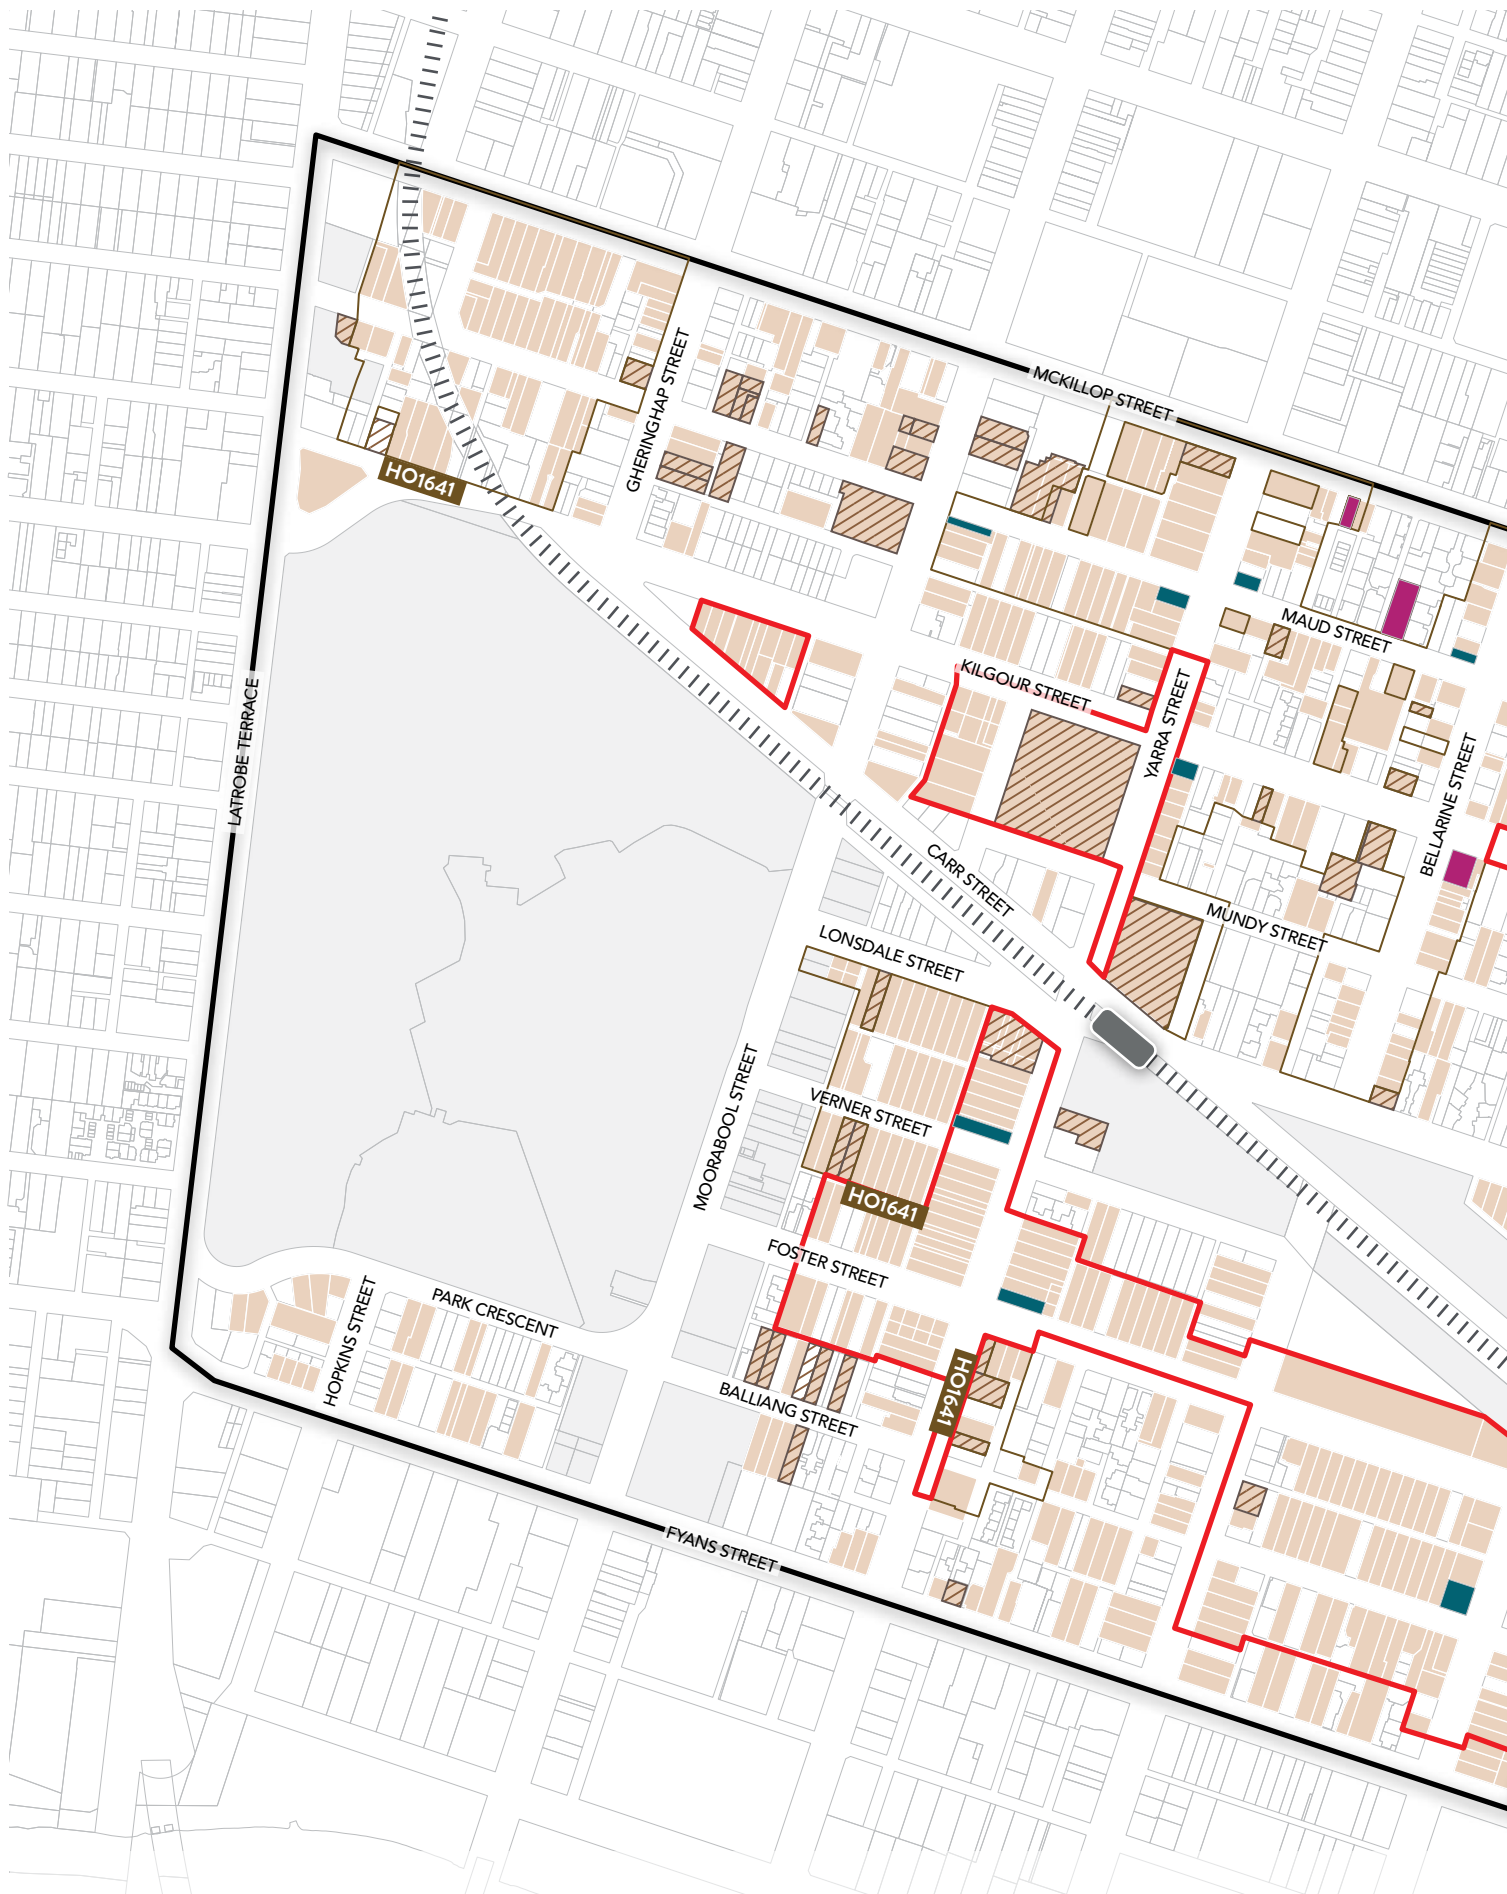 MCKILLOP STREET
GHERINGHAP STREET
HO1641
MAUD STREET
KILGOUR STREET
YARRA STREET
LATROBE TERRACE
BELLARINE STREET
CARR STREET
MUNDY STREET
LONSDALE STREET
MOORABOOL STREET
VERNER STREET
HO1641
FOSTER STREET
PARK CRESCENT
HOPKINS STREET
HO1641
BALLIANG STREET
FYANS STREET